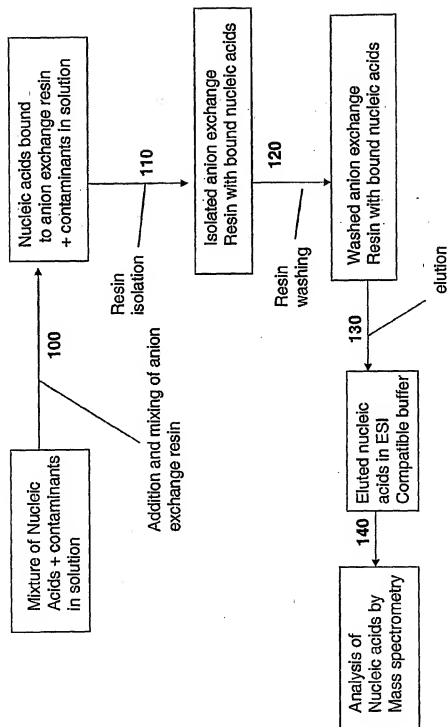 Mixture of Nucleic
Acids + contaminants
in solution
100
Addition and mixing of anion
exchange resin
Nucleic acids bound
to anion exchange resin
+ contaminants in solution
110
Resin
isolation
Isolated anion exchange
Resin with bound nucleic acids
120
Resin
washing
Washed anion exchange
Resin with bound nucleic acids
130
elution
Eluted nucleic
acids in ESI
Compatible buffer
140
Analysis of
Nucleic acids by
Mass spectrometry